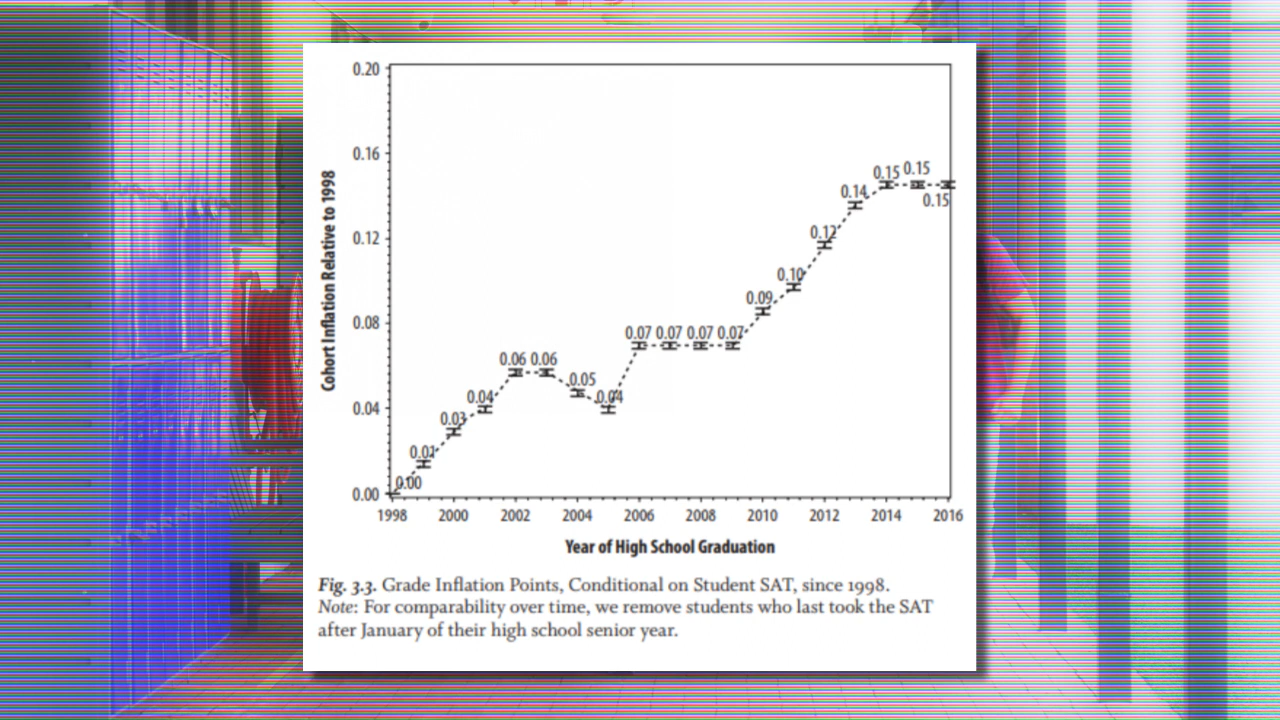 0.20
0.16
0.12
0.08
0.04
0.00
Cohort Inflation Relative to 1998
0.00
0.01
0.03
0.04
0.06 0.06
0.05
0.04
0.07 0.07 0.07 0.07
0.09
0.10
0.12
0.14
0.15 0.15
0.15
1998 2000 2002 2004 2006 2008 2010 2012 2014 2016
Year of High School Graduation
Fig. 3.3. Grade Inflation Points, Conditional on Student SAT, since 1998.
Note: For comparability over time, we remove students who last took the SAT
after January of their high school senior year.